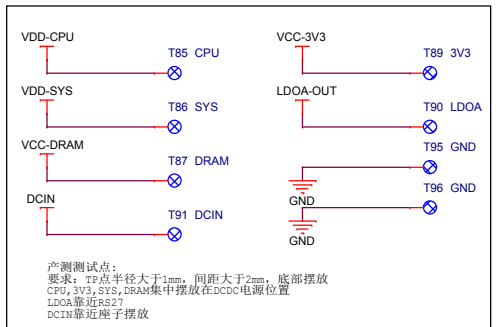 VDD-CPU
T85 CPU
VDD-SYS
T86 SYS
VCC-DRAM
T87 DRAM
DCIN
T91 DCIN
VCC-3V3
T89 3V3
LDOA-OUT
T90 LDOA
T95 GND
GND
T96 GND
GND
产测测试点:
要求: TP点半径大于1mm, 间距大于2mm, 底部摆放
CPU,3V3,SYS,DRAM集中摆放在DCDC电源位置
LDOA靠近RS27
DCIN靠近座子摆放